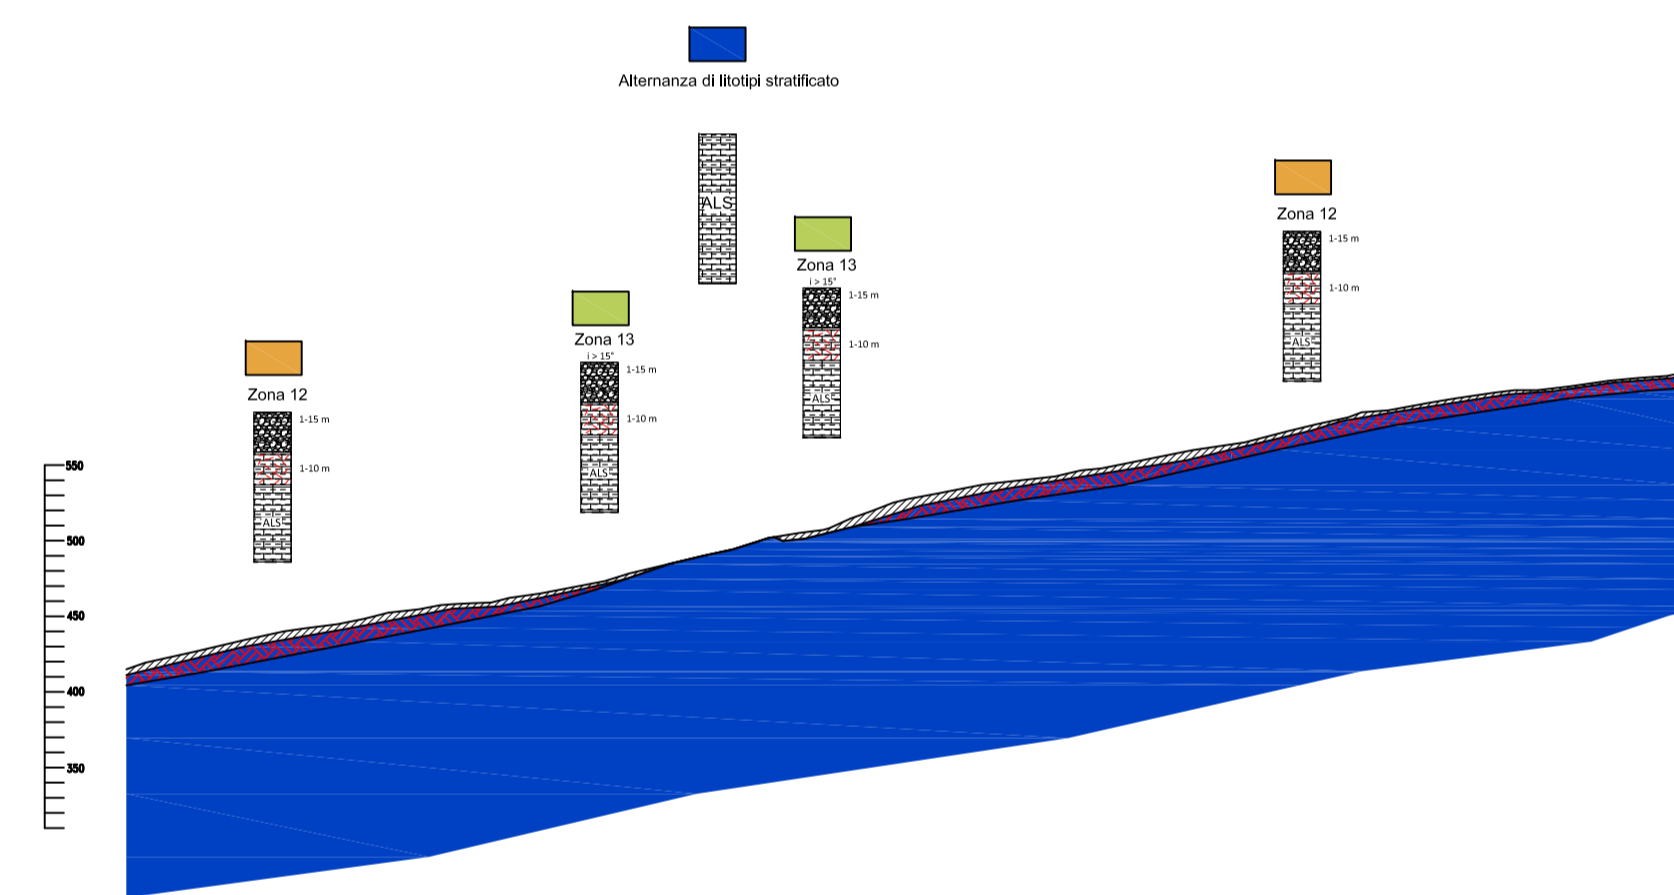 Alternanza di litotipi stratificato
ALS
Zona 12
1-15 m
1-10 m
ALS
Zona 13
i > 15°
1-15 m
1-10 m
ALS
Zona 13
i > 15°
1-15 m
1-10 m
ALS
Zona 12
1-15 m
1-10 m
ALS
550
500
450
400
350